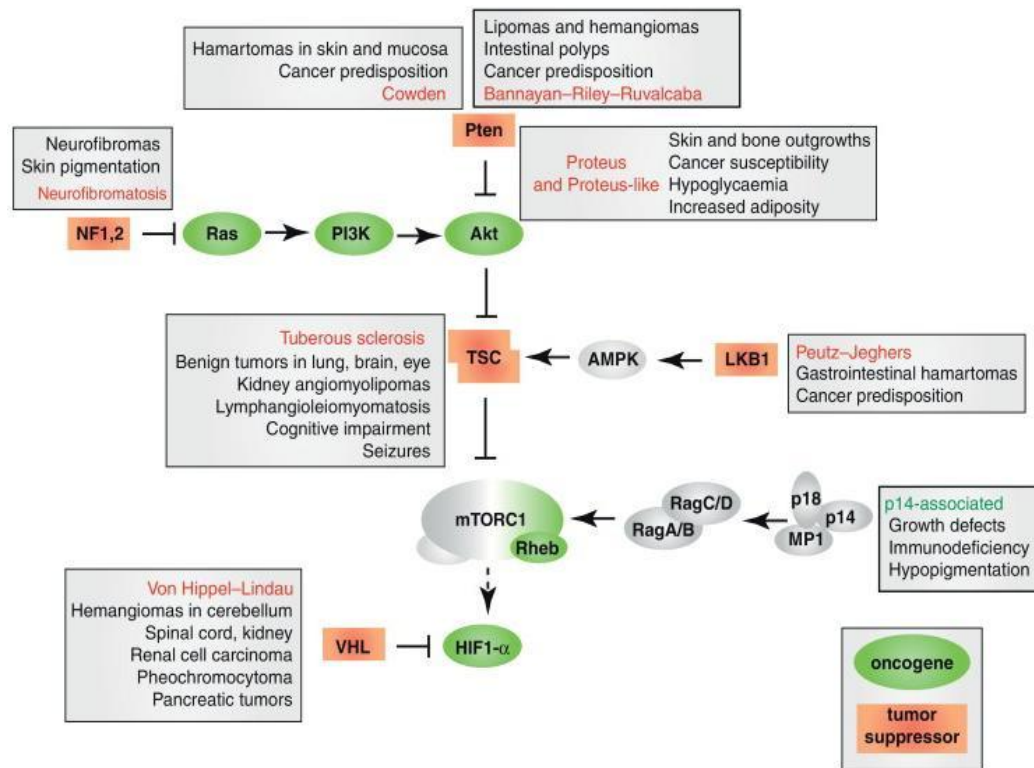 Hamartomas in skin and mucosa
Cancer predisposition
Cowden
Lipomas and hemangiomas
Intestinal polyps
Cancer predisposition
Bannayan–Riley–Ruvalcaba
Pten
Neurofibromas
Skin pigmentation
Neurofibromatosis
Proteus
and Proteus-like
Skin and bone outgrowths
Cancer susceptibility
Hypoglycaemia
Increased adiposity
NF1,2
Ras
PI3K
Akt
Tuberous sclerosis
Benign tumors in lung, brain, eye
Kidney angiomyolipomas
Lymphangioleiomyomatosis
Cognitive impairment
Seizures
TSC
AMPK
LKB1
Peutz–Jeghers
Gastrointestinal hamartomas
Cancer predisposition
mTORC1
Rheb
RagC/D
RagA/B
p18
p14
MP1
p14-associated
Growth defects
Immunodeficiency
Hypopigmentation
Von Hippel–Lindau
Hemangiomas in cerebellum
Spinal cord, kidney
Renal cell carcinoma
Pheochromocytoma
Pancreatic tumors
VHL
HIF1-α
oncogene
tumor
suppressor